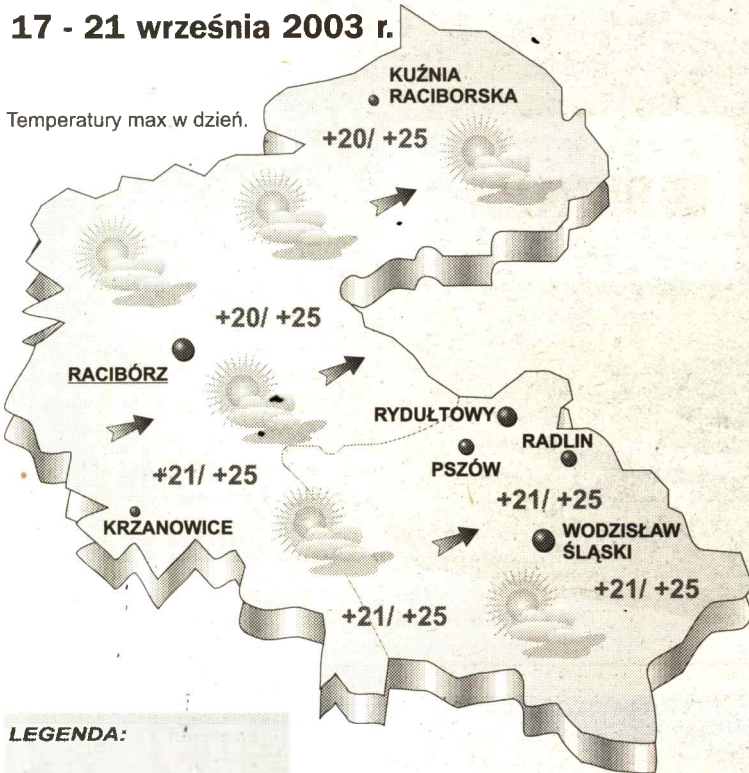 17 - 21 września 2003 r.
KUŹNIA
RACIBORSKA
Temperatury max w dzień.
+20/ +25
+20/ +25
RACIBÓRZ
RYDUŁTOWY
RADLIN
PSZÓW
+21/ +25
+21/ +25
KRZANOWICE
WODZISŁAW
ŚLĄSKI
+21/ +25
+21/ +25
LEGENDA: